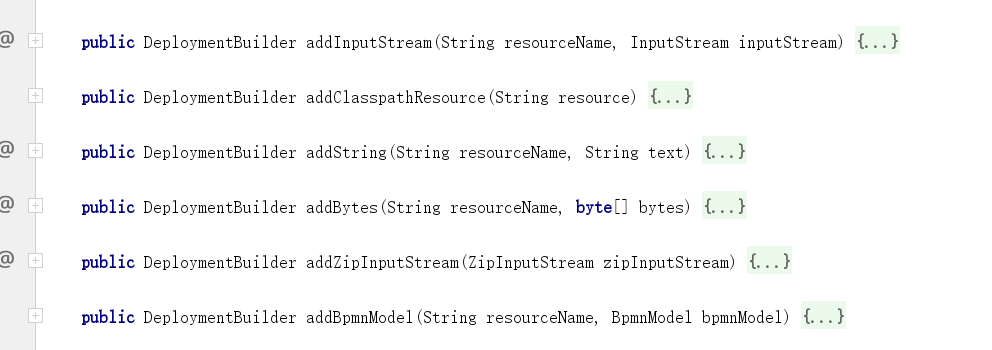 @ public DeploymentBuilder addInputStream(String resourceName, InputStream inputStream) {...}
public DeploymentBuilder addClasspathResource(String resource) {...}
@ public DeploymentBuilder addString(String resourceName, String text) {...}
@ public DeploymentBuilder addBytes(String resourceName, byte[] bytes) {...}
@ public DeploymentBuilder addZipInputStream(ZipInputStream zipInputStream) {...}
public DeploymentBuilder addBpmnModel(String resourceName, BpmnModel bpmnModel) {...}